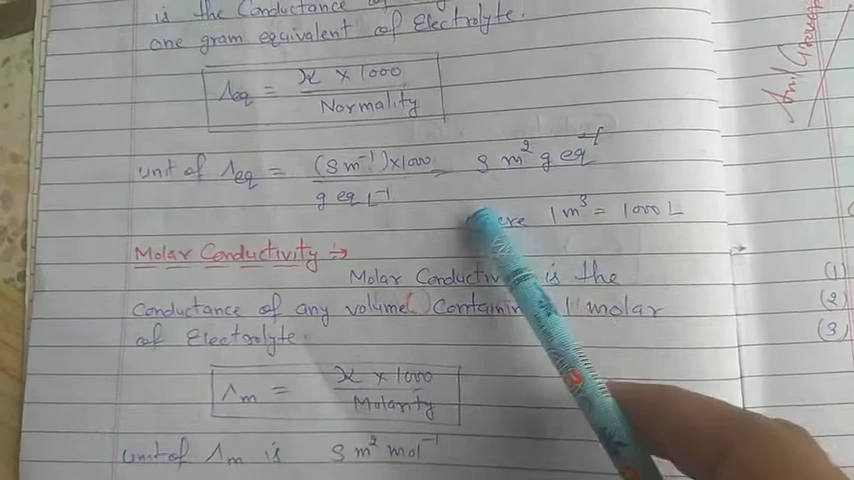 is the Conductance of
one gram equivalent of Electrolyte.
Λeq = ϰ × 1000 / Normality
unit of Λeq = (S m⁻¹) × 1000 / g eq L⁻¹ = S m² g eq⁻¹
1 m³ = 1000 L
Molar Conductivity ⇒
Molar Conductivity is the
Conductance of any volume ( ) Containing 1 molar
of Electrolyte.
Λm = ϰ × 1000 / Molarity
unit of Λm is S m² mol⁻¹
(1)
(2)
(3)